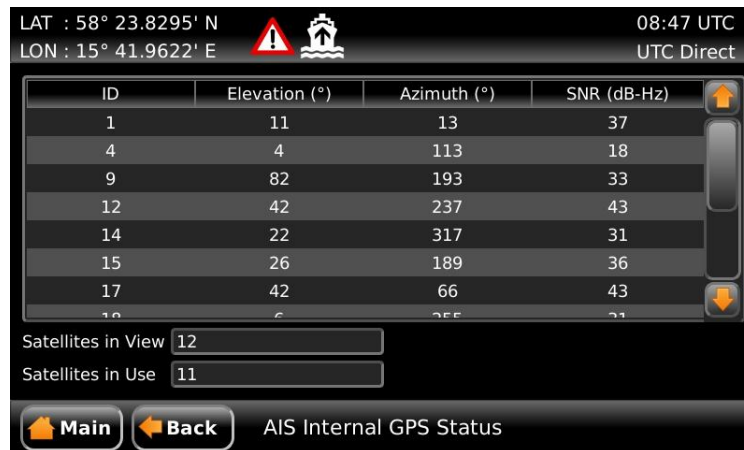 LAT : 58° 23.8295' N
08:47 UTC
LON : 15° 41.9622' E
UTC Direct
ID Elevation (°) Azimuth (°) SNR (dB-Hz)
1 11 13 37
4 4 113 18
9 82 193 33
12 42 237 43
14 22 317 31
15 26 189 36
17 42 66 43
Satellites in View 12
Satellites in Use 11
Main Back AIS Internal GPS Status